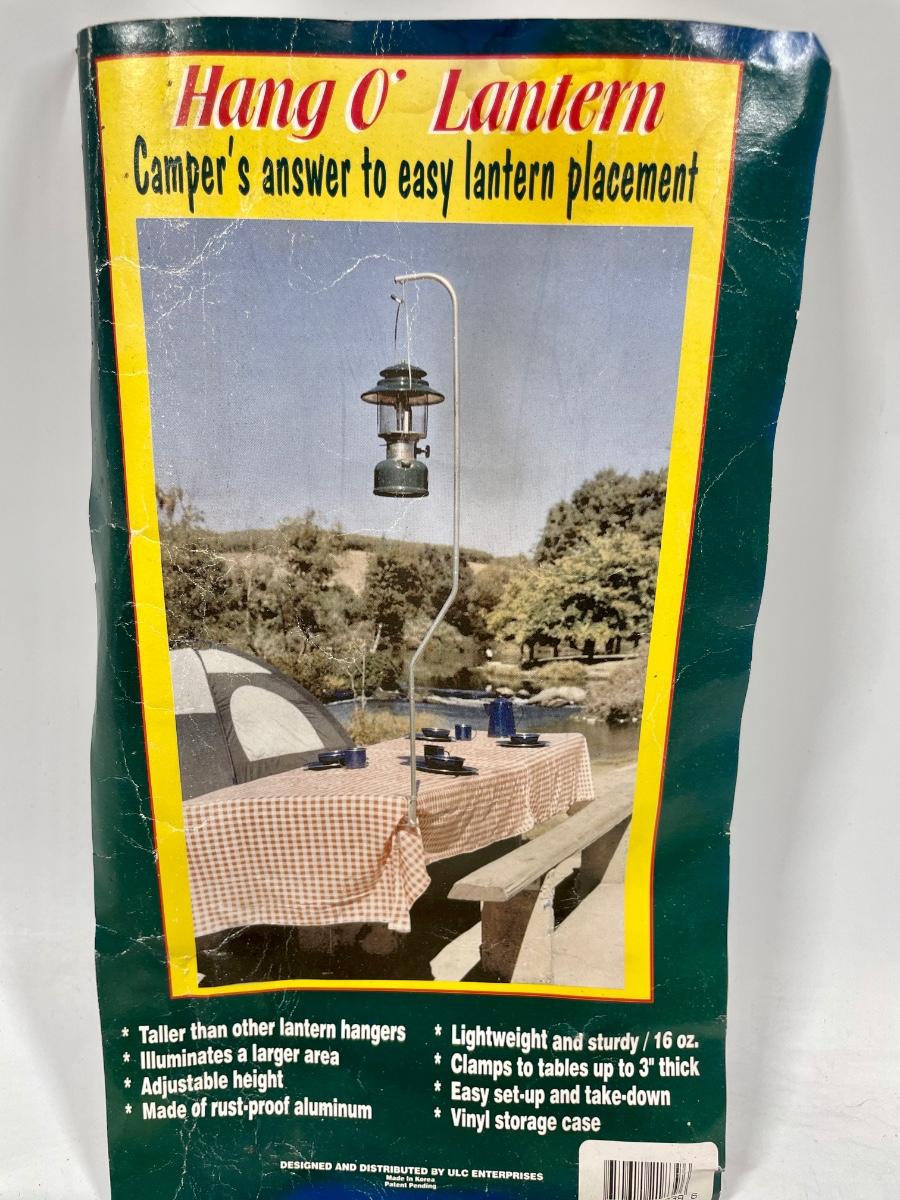 Hang O' Lantern
Camper's answer to easy lantern placement
* Taller than other lantern hangers
* Illuminates a larger area
* Adjustable height
* Made of rust-proof aluminum
* Lightweight and sturdy / 16 oz.
* Clamps to tables up to 3" thick
* Easy set-up and take-down
* Vinyl storage case
DESIGNED AND DISTRIBUTED BY ULC ENTERPRISES
Made In Korea
Patent Pending